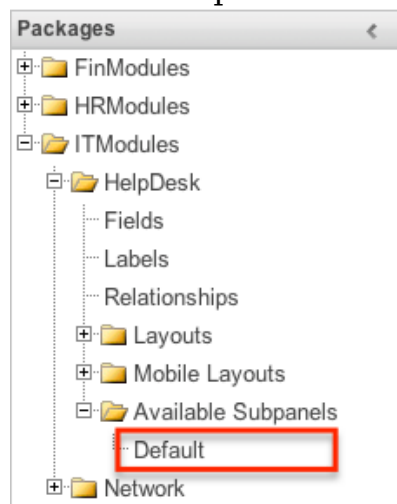 Packages
FinModules
HRModules
ITModules
HelpDesk
Fields
Labels
Relationships
Layouts
Mobile Layouts
Available Subpanels
Default
Network